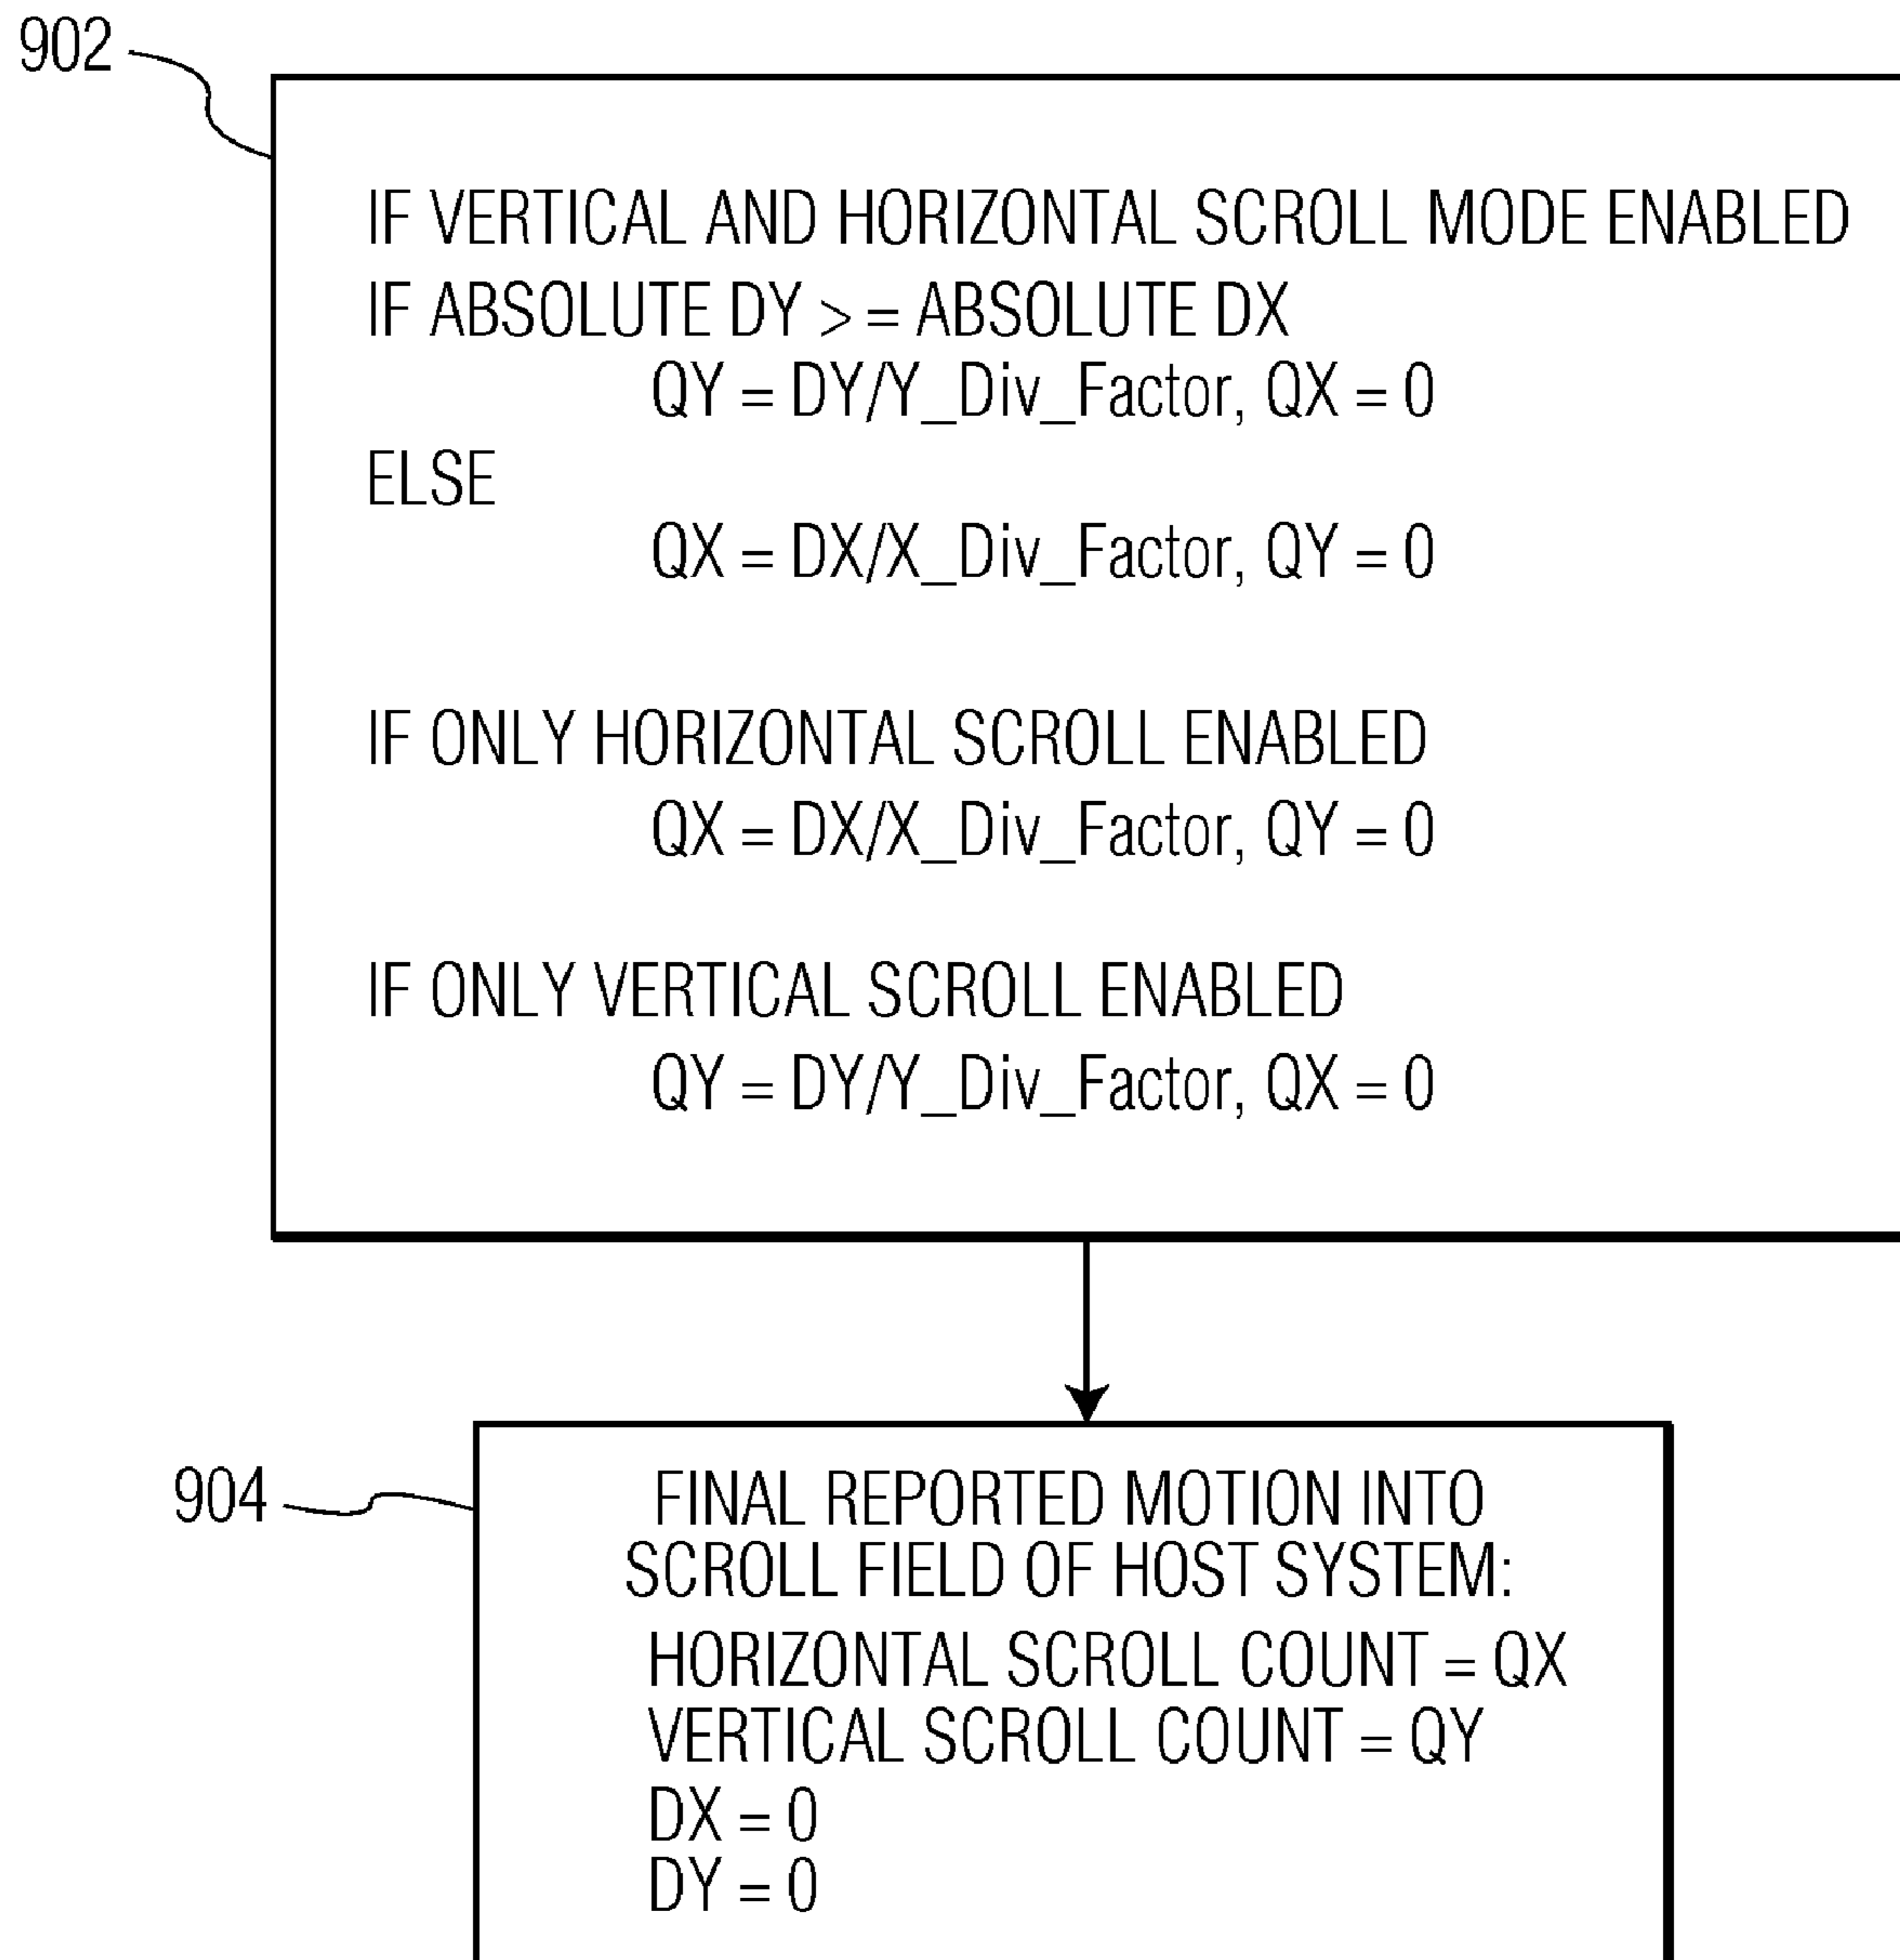 902
IF VERTICAL AND HORIZONTAL SCROLL MODE ENABLED
IF ABSOLUTE DY > = ABSOLUTE DX
QY = DY/Y_Div_Factor, QX = 0
ELSE
QX = DX/X_Div_Factor, QY = 0
IF ONLY HORIZONTAL SCROLL ENABLED
QX = DX/X_Div_Factor, QY = 0
IF ONLY VERTICAL SCROLL ENABLED
QY = DY/Y_Div_Factor, QX = 0
904
FINAL REPORTED MOTION INTO
SCROLL FIELD OF HOST SYSTEM:
HORIZONTAL SCROLL COUNT = QX
VERTICAL SCROLL COUNT = QY
DX = 0
DY = 0